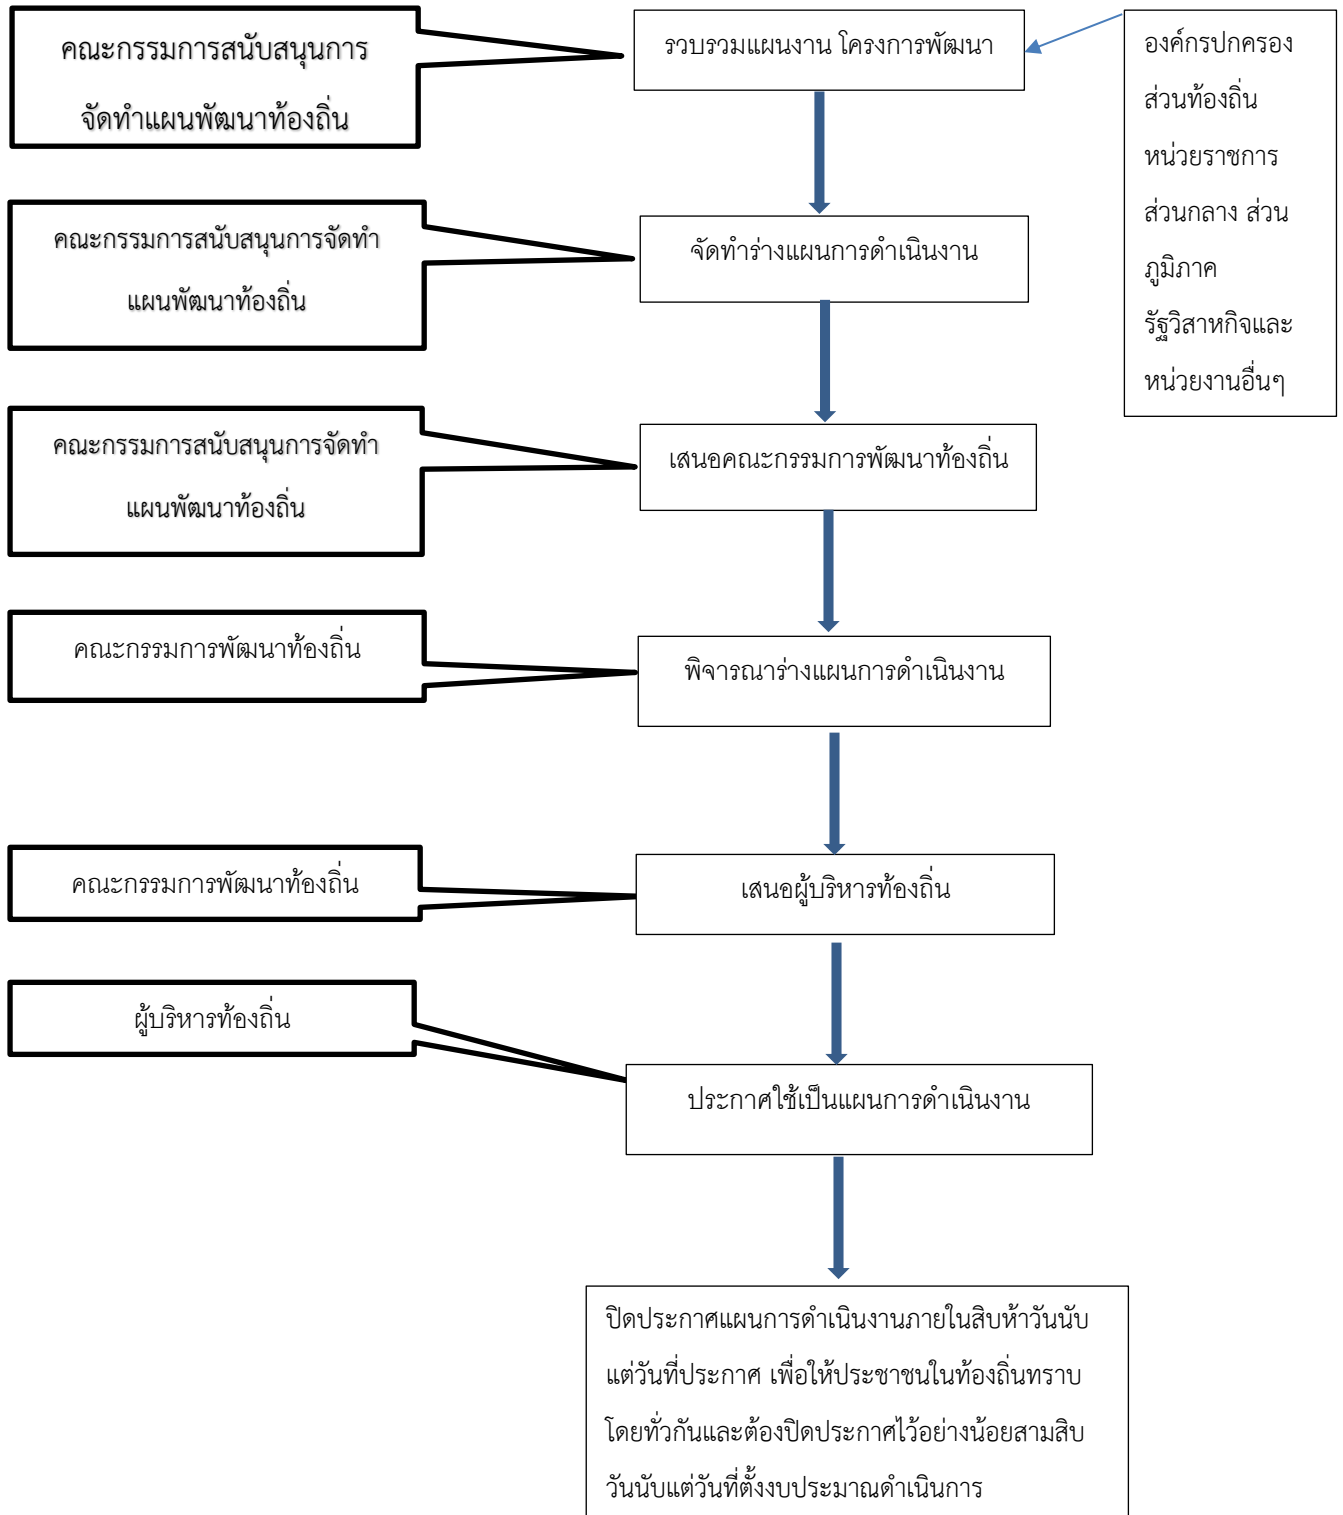 คณะกรรมการสนับสนุนการ
จัดทำแผนพัฒนาท้องถิ่น
รวบรวมแผนงาน โครงการพัฒนา
องค์กรปกครอง
ส่วนท้องถิ่น
หน่วยราชการ
ส่วนกลาง ส่วน
ภูมิภาค
รัฐวิสาหกิจและ
หน่วยงานอื่นๆ
คณะกรรมการสนับสนุนการจัดทำ
แผนพัฒนาท้องถิ่น
จัดทำร่างแผนการดำเนินงาน
คณะกรรมการสนับสนุนการจัดทำ
แผนพัฒนาท้องถิ่น
เสนอคณะกรรมการพัฒนาท้องถิ่น
คณะกรรมการพัฒนาท้องถิ่น
พิจารณาร่างแผนการดำเนินงาน
คณะกรรมการพัฒนาท้องถิ่น
เสนอผู้บริหารท้องถิ่น
ผู้บริหารท้องถิ่น
ประกาศใช้เป็นแผนการดำเนินงาน
ปิดประกาศแผนการดำเนินงานภายในสิบห้าวันนับ
แต่วันที่ประกาศ เพื่อให้ประชาชนในท้องถิ่นทราบ
โดยทั่วกันและต้องปิดประกาศไว้อย่างน้อยสามสิบ
วันนับแต่วันที่ตั้งงบประมาณดำเนินการ